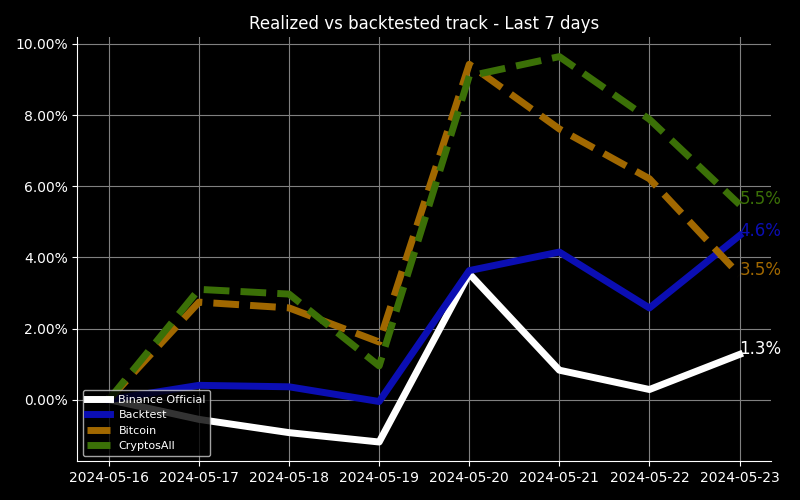 Realized vs backtested track - Last 7 days
10.00%
8.00%
6.00%
4.00%
2.00%
0.00%
5.5%
4.6%
3.5%
1.3%
Binance Official
Backtest
Bitcoin
CryptosAll
2024-05-16 2024-05-17 2024-05-18 2024-05-19 2024-05-20 2024-05-21 2024-05-22 2024-05-23